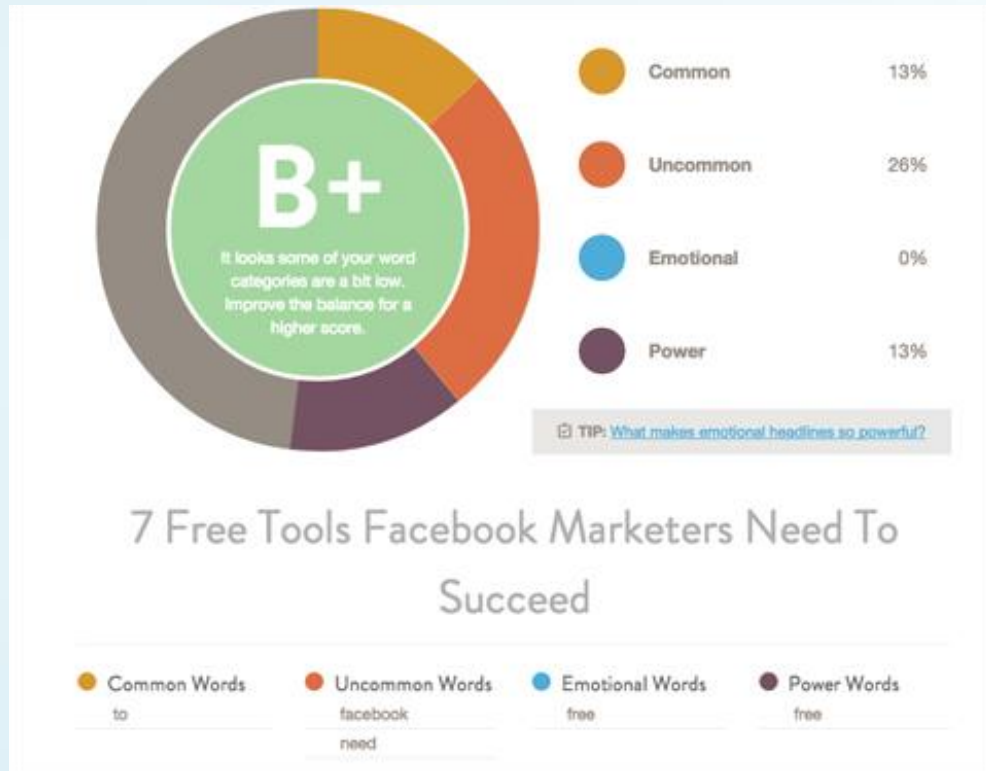 B+
It looks some of your word
categories are a bit low.
Improve the balance for a
higher score.
Common 13%
Uncommon 26%
Emotional 0%
Power 13%
TIP: What makes emotional headlines so powerful?
7 Free Tools Facebook Marketers Need To
Succeed
Common Words Uncommon Words Emotional Words Power Words
to facebook free free
need